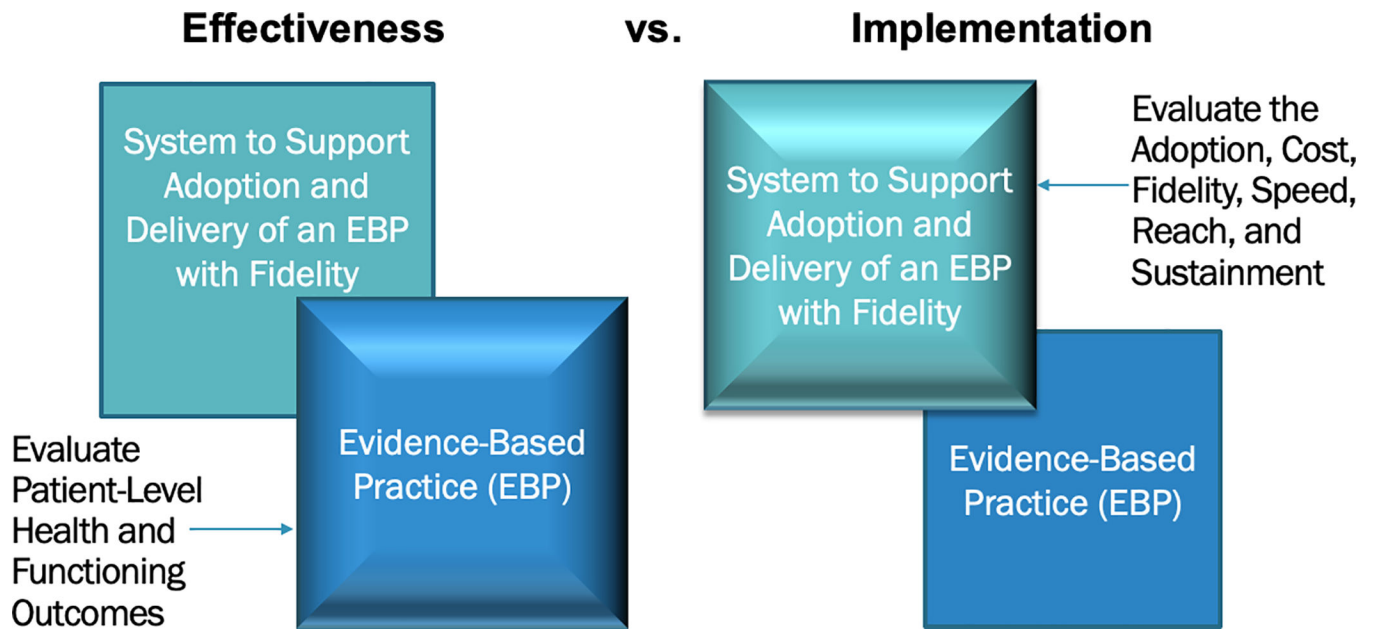 Effectiveness vs. Implementation
System to Support
Adoption and
Delivery of an EBP
with Fidelity
Evidence-Based
Practice (EBP)
Evaluate
Patient-Level
Health and
Functioning
Outcomes
System to Support
Adoption and
Delivery of an EBP
with Fidelity
Evaluate the
Adoption, Cost,
Fidelity, Speed,
Reach, and
Sustainment
Evidence-Based
Practice (EBP)